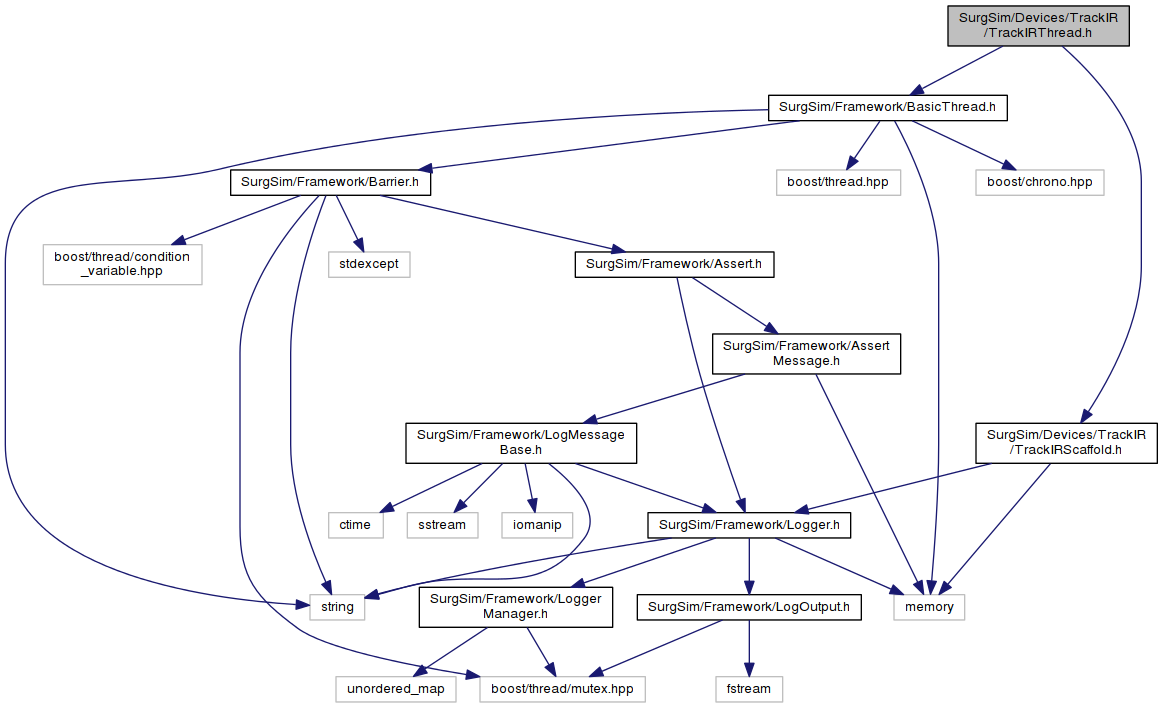 SurgSim/Devices/TrackIR
/TrackIRThread.h
SurgSim/Framework/BasicThread.h
SurgSim/Framework/Barrier.h
boost/thread.hpp
boost/chrono.hpp
boost/thread/condition
_variable.hpp
stdexcept
SurgSim/Framework/Assert.h
SurgSim/Framework/Assert
Message.h
SurgSim/Framework/LogMessage
Base.h
SurgSim/Devices/TrackIR
/TrackIRScaffold.h
ctime
sstream
iomanip
SurgSim/Framework/Logger.h
string
SurgSim/Framework/Logger
Manager.h
SurgSim/Framework/LogOutput.h
memory
unordered_map
boost/thread/mutex.hpp
fstream